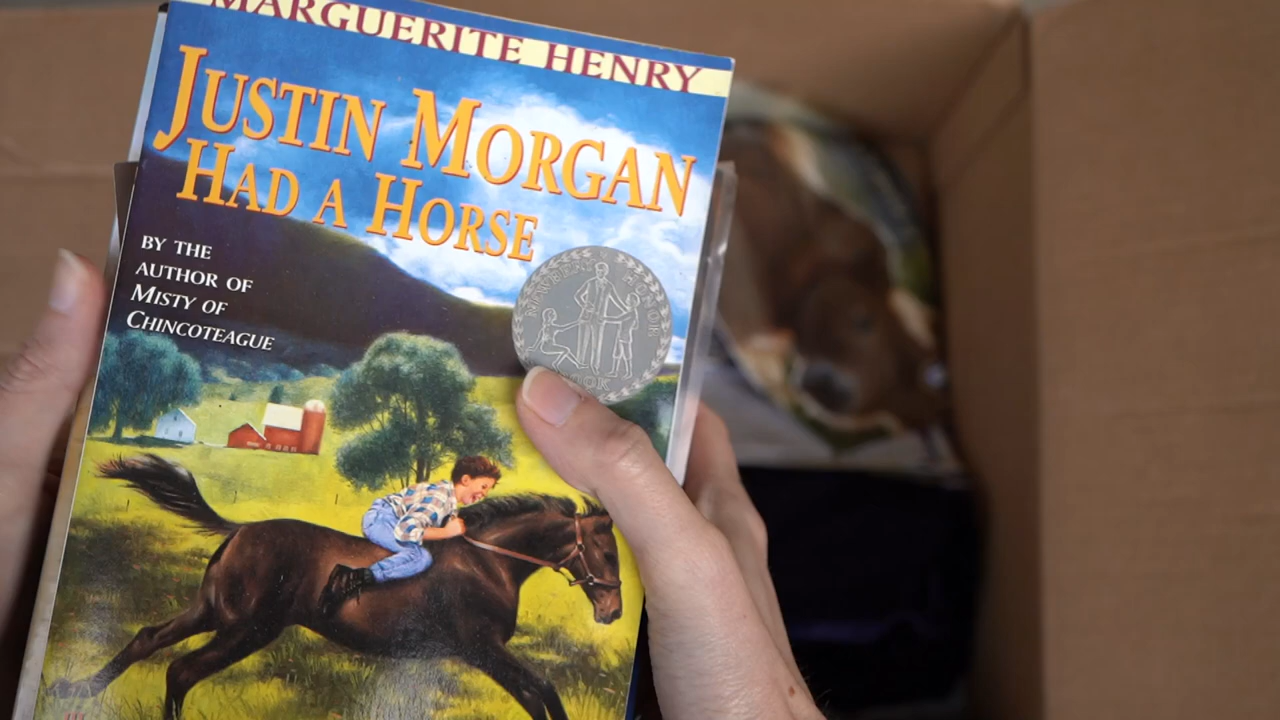 MARGUERITE HENRY
JUSTIN MORGAN
HAD A HORSE
BY THE
AUTHOR OF
MISTY OF
CHINCOTEAGUE
NEWBERY HONOR
BOOK